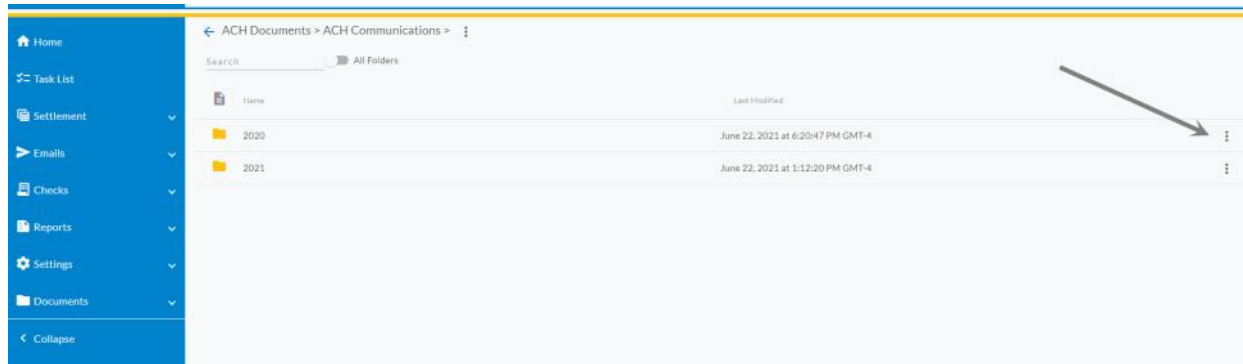 ACH Documents > ACH Communications >
Home
Search
All Folders
Task List
Name
Last Modified
Settlement
2020
June 22, 2021 at 6:20:47 PM GMT-4
Emails
2021
June 22, 2021 at 1:12:20 PM GMT-4
Checks
Reports
Settings
Documents
Collapse